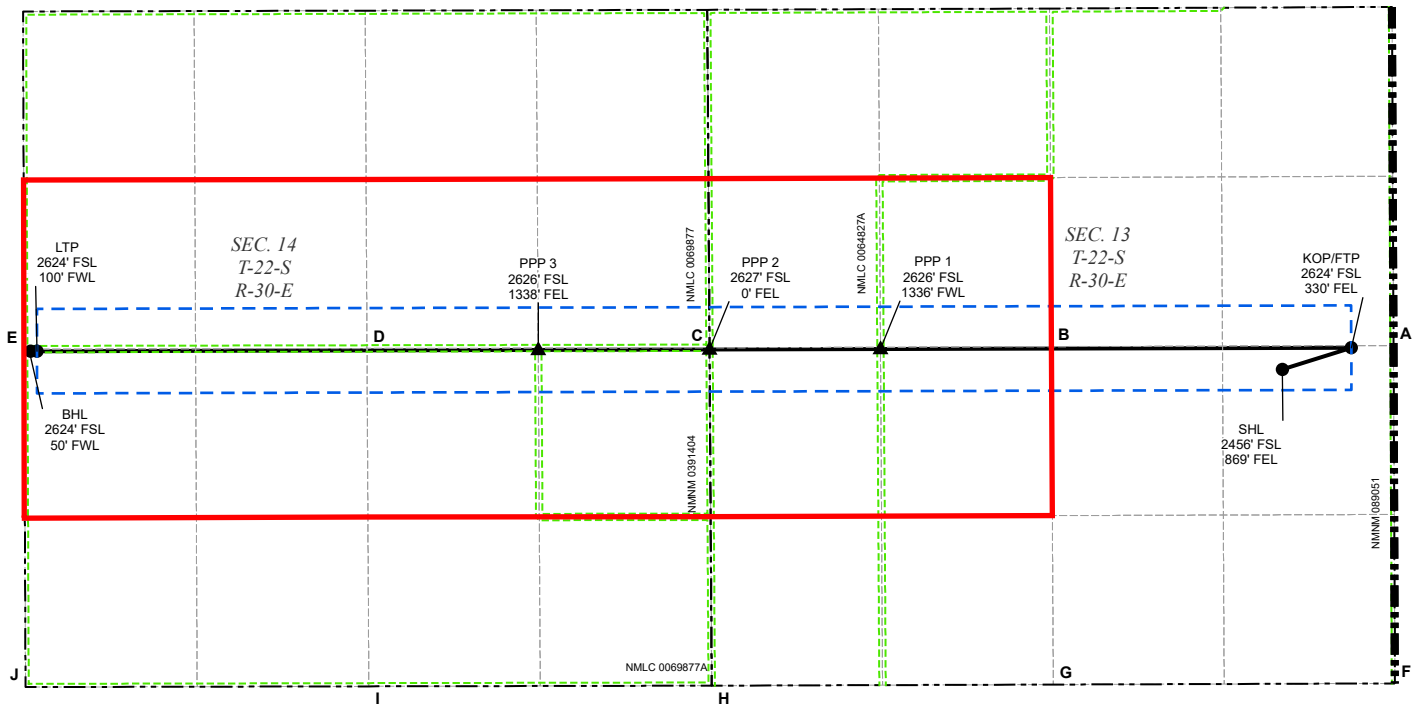 SEC. 14
T-22-S
R-30-E
SEC. 13
T-22-S
R-30-E
LTP
2624' FSL
100' FWL
PPP 3
2626' FSL
1338' FEL
NMLC 0069877
PPP 2
2627' FSL
0' FEL
NMLC 0064827A
PPP 1
2626' FSL
1336' FWL
KOP/FTP
2624' FSL
330' FEL
E
D
C
B
A
BHL
2624' FSL
50' FWL
SHL
2456' FSL
869' FEL
NMNM 0391404
NMNM 089051
NMLC 0069877A
J
I
H
G
F